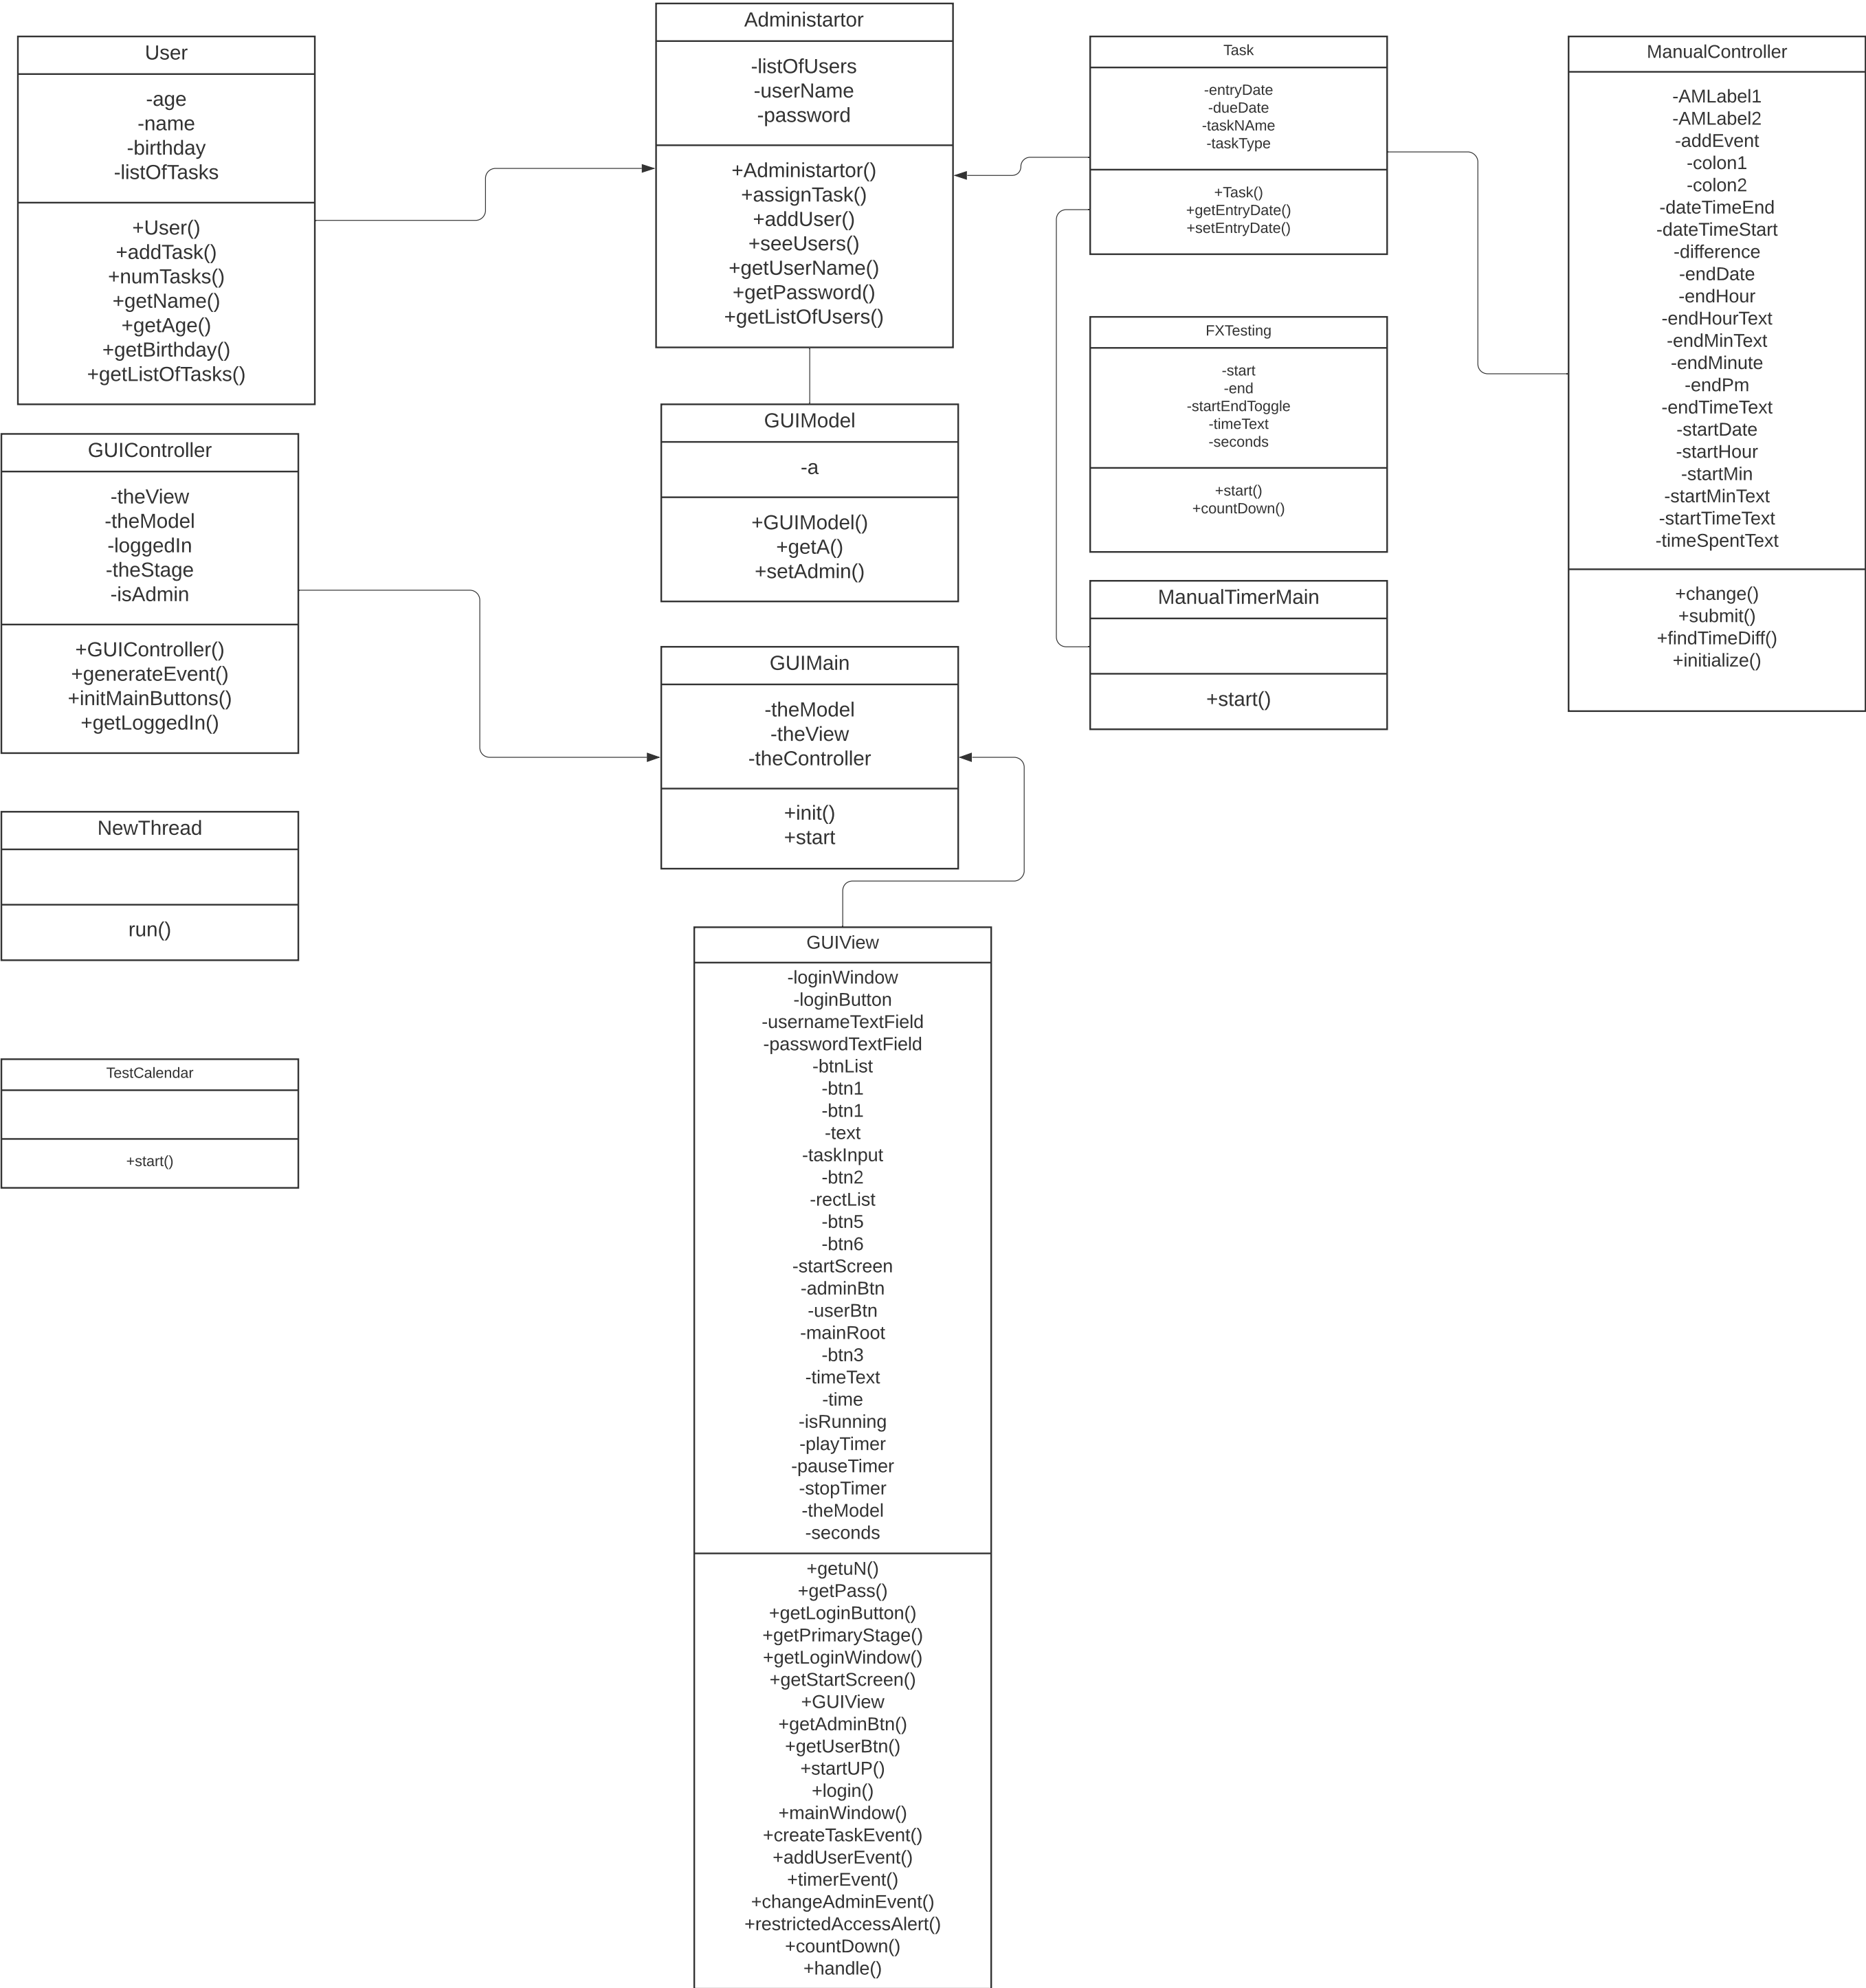 User
-age
-name
-birthday
-listOfTasks
+User()
+addTask()
+numTasks()
+getName()
+getAge()
+getBirthday()
+getListOfTasks()
Administartor
-listOfUsers
-userName
-password
+Administartor()
+assignTask()
+addUser()
+seeUsers()
+getUserName()
+getPassword()
+getListOfUsers()
Task
-entryDate
-dueDate
-taskNAme
-taskType
+Task()
+getEntryDate()
+setEntryDate()
ManualController
-AMLabel1
-AMLabel2
-addEvent
-colon1
-colon2
-dateTimeEnd
-dateTimeStart
-difference
-endDate
-endHour
-endHourText
-endMinText
-endMinute
-endPm
-endTimeText
-startDate
-startHour
-startMin
-startMinText
-startTimeText
-timeSpentText
+change()
+submit()
+findTimeDiff()
+initialize()
FXTesting
-start
-end
-startEndToggle
-timeText
-seconds
+start()
+countDown()
GUIModel
-a
+GUIModel()
+getA()
+setAdmin()
GUIController
-theView
-theModel
-loggedIn
-theStage
-isAdmin
+GUIController()
+generateEvent()
+initMainButtons()
+getLoggedIn()
ManualTimerMain
+start()
GUIMain
-theModel
-theView
-theController
+init()
+start
NewThread
run()
TestCalendar
+start()
GUIView
-loginWindow
-loginButton
-usernameTextField
-passwordTextField
-btnList
-btn1
-btn1
-text
-taskInput
-btn2
-rectList
-btn5
-btn6
-startScreen
-adminBtn
-userBtn
-mainRoot
-btn3
-timeText
-time
-isRunning
-playTimer
-pauseTimer
-stopTimer
-theModel
-seconds
+getuN()
+getPass()
+getLoginButton()
+getPrimaryStage()
+getLoginWindow()
+getStartScreen()
+GUIView
+getAdminBtn()
+getUserBtn()
+startUP()
+login()
+mainWindow()
+createTaskEvent()
+addUserEvent()
+timerEvent()
+changeAdminEvent()
+restrictedAccessAlert()
+countDown()
+handle()